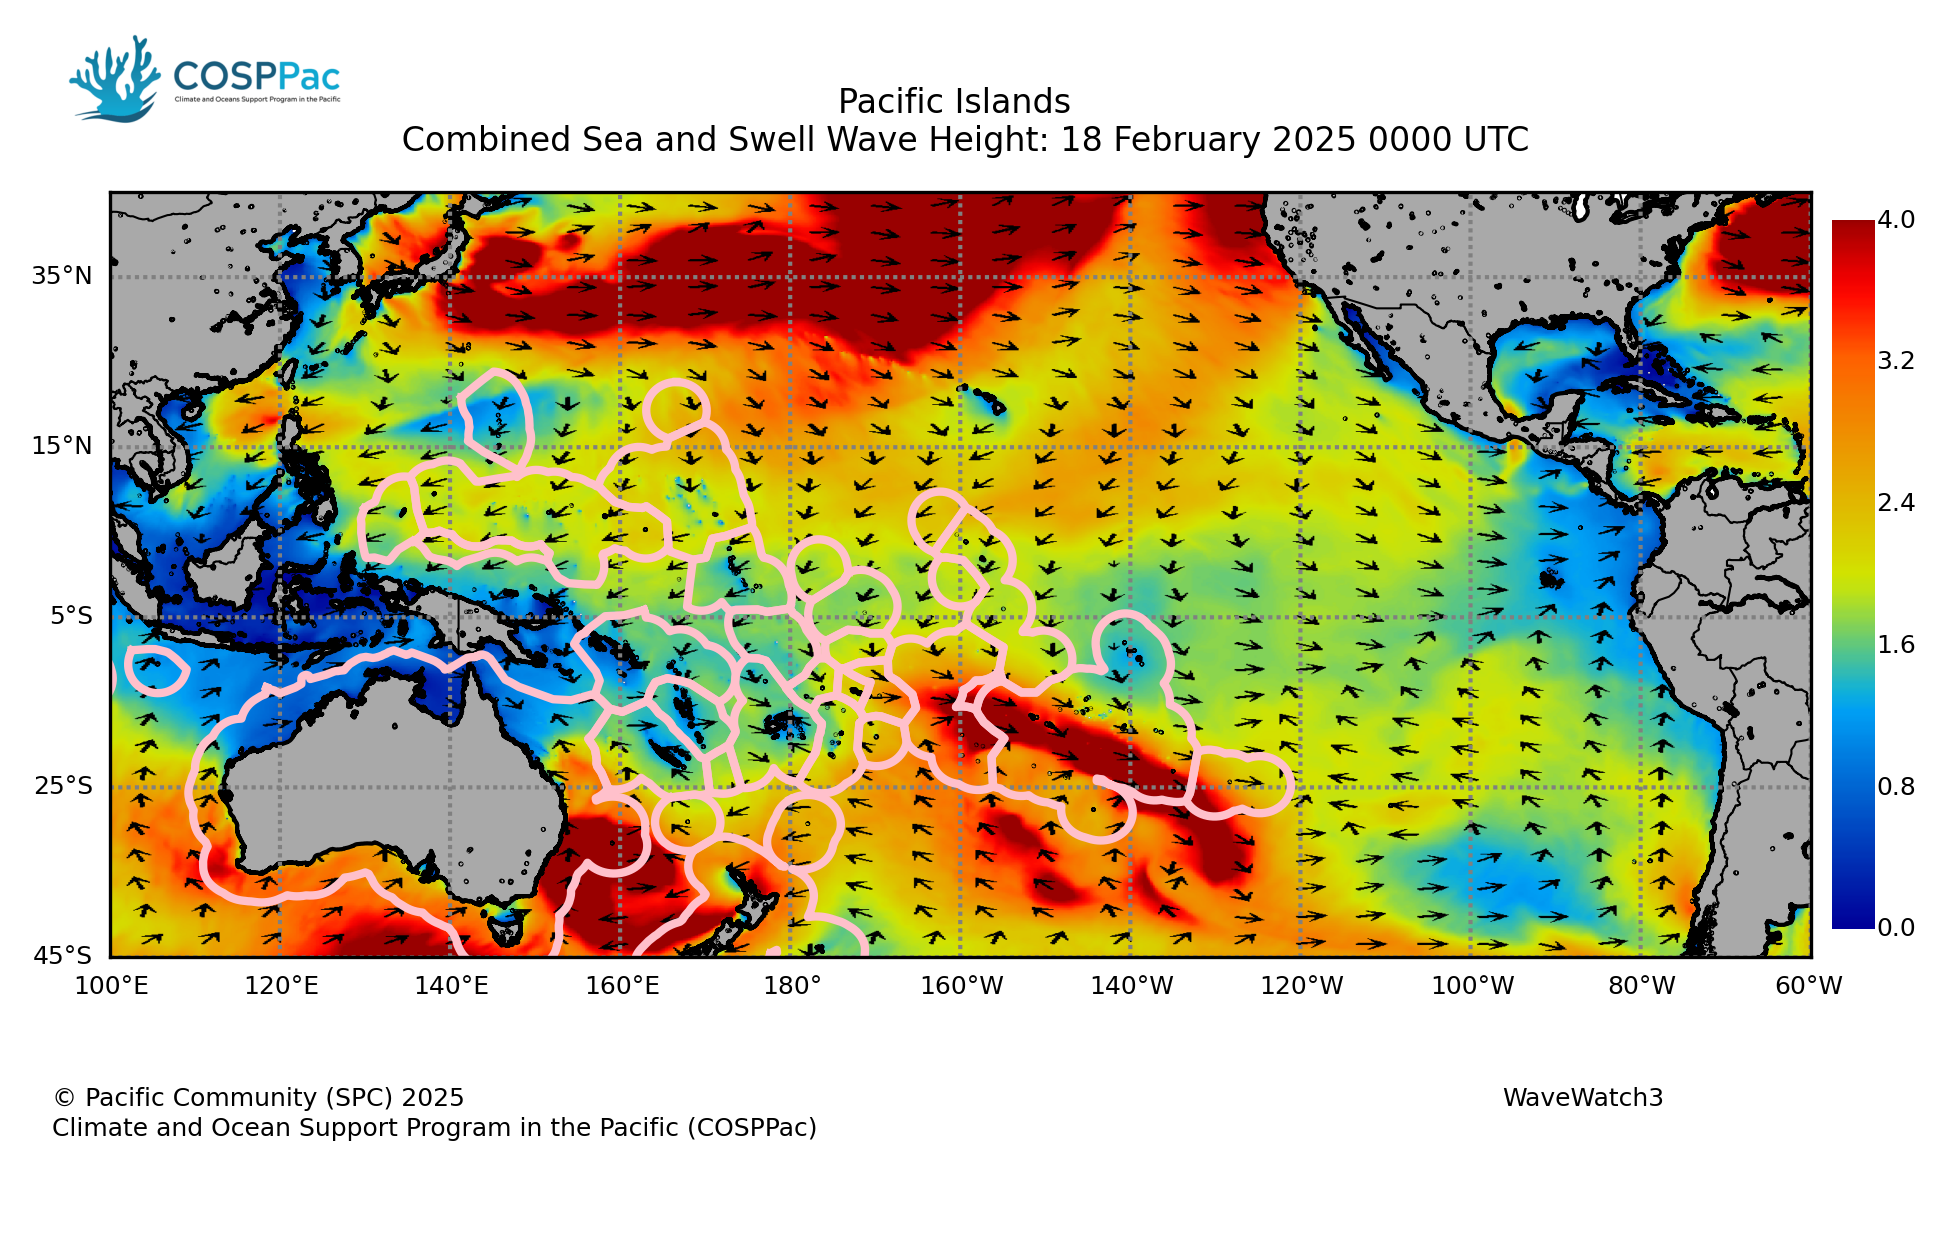 COSPPac
Climate and Oceans Support Program in the Pacific
Pacific Islands
Combined Sea and Swell Wave Height: 18 February 2025 0000 UTC
35°N
15°N
5°S
25°S
45°S
100°E 120°E 140°E 160°E 180° 160°W 140°W 120°W 100°W 80°W 60°W
4.0
3.2
2.4
1.6
0.8
0.0
© Pacific Community (SPC) 2025
Climate and Ocean Support Program in the Pacific (COSPPac)
WaveWatch3